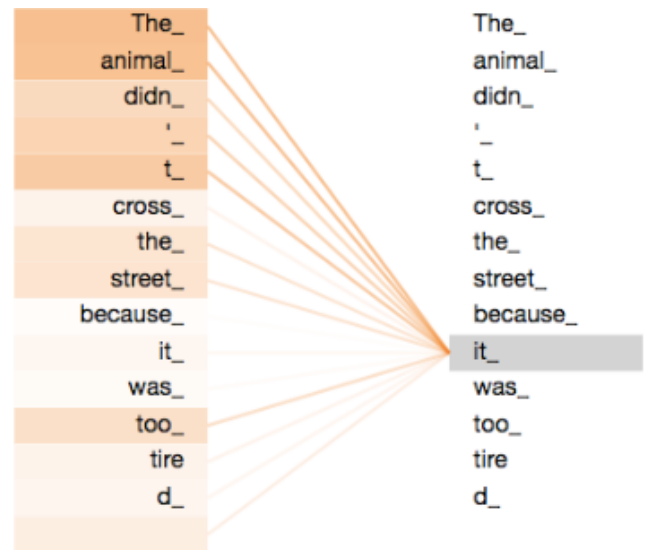 The_ The_
animal_ animal_
didn_ didn_
'_ '_
t_ t_
cross_ cross_
the_ the_
street_ street_
because_ because_
it_ it_
was_ was_
too_ too_
tire tire
d_ d_